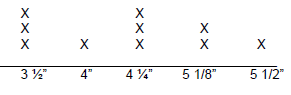 X X
X X X
X X X X X
3 ½” 4” 4 ¼” 5 1/8” 5 1/2”